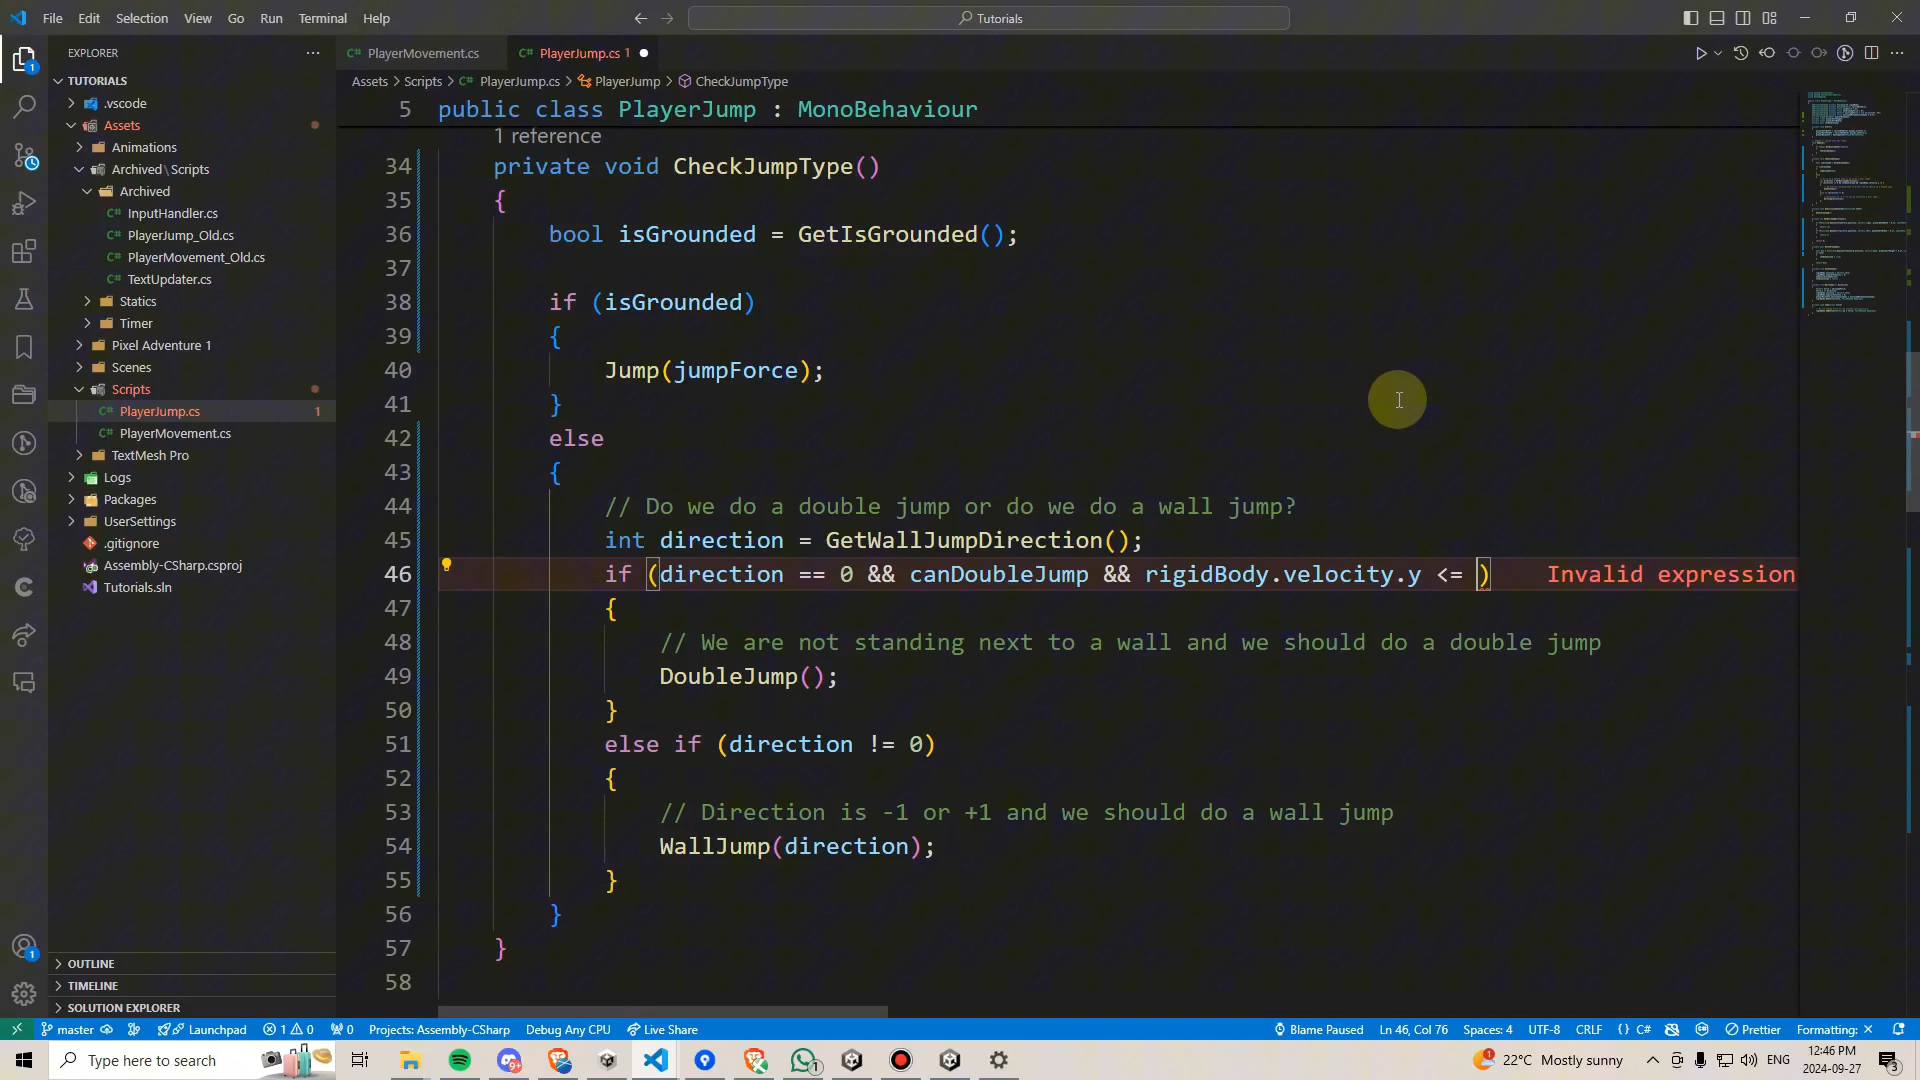 File Edit Selection View Go Run Terminal Help
Tutorials
EXPLORER
PlayerMovement.cs
PlayerJump.cs 1
TUTORIALS
Assets > Scripts > PlayerJump.cs > PlayerJump > CheckJumpType
.vscode
Assets
Animations
Archived\Scripts
Archived
InputHandler.cs
PlayerJump_Old.cs
PlayerMovement_Old.cs
TextUpdater.cs
Statics
Timer
Pixel Adventure 1
Scenes
Scripts
PlayerJump.cs 1
PlayerMovement.cs
TextMesh Pro
Logs
Packages
UserSettings
.gitignore
Assembly-CSharp.csproj
Tutorials.sln
OUTLINE
TIMELINE
SOLUTION EXPLORER
5 public class PlayerJump : MonoBehaviour
1 reference
34 private void CheckJumpType()
35 {
36 bool isGrounded = GetIsGrounded();
37
38 if (isGrounded)
39 {
40 Jump(jumpForce);
41 }
42 else
43 {
44 // Do we do a double jump or do we do a wall jump?
45 int direction = GetWallJumpDirection();
46 if (direction == 0 && canDoubleJump && rigidBody.velocity.y <= ) Invalid expression
47 {
48 // We are not standing next to a wall and we should do a double jump
49 DoubleJump();
50 }
51 else if (direction != 0)
52 {
53 // Direction is -1 or +1 and we should do a wall jump
54 WallJump(direction);
55 }
56 }
57 }
58
master Launchpad 1 0 0 Projects: Assembly-CSharp Debug Any CPU Live Share Blame Paused Ln 46, Col 76 Spaces: 4 UTF-8 CRLF {} C# Prettier Formatting: ×
Type here to search 22°C Mostly sunny ENG 12:46 PM
2024-09-27